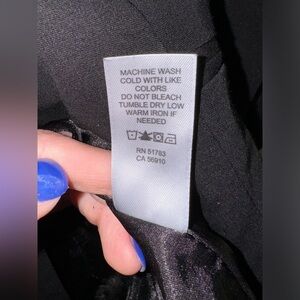 MACHINE WASH
COLD WITH LIKE
COLORS
DO NOT BLEACH
TUMBLE DRY LOW
WARM IRON IF
NEEDED
RN 51783
CA 56910